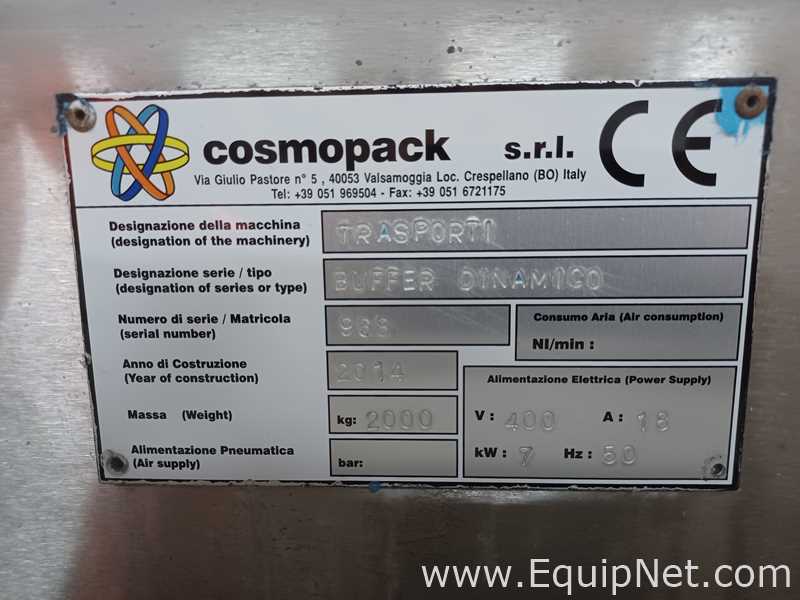 cosmopack s.r.l. CE
Via Giulio Pastore n° 5 , 40053 Valsamoggia Loc. Crespellano (BO) Italy
Tel: +39 051 969504 - Fax: +39 051 6721175
Designazione della macchina
(designation of the machinery)
TRASPORTI
Designazione serie / tipo
(designation of series or type)
BUFFER DINAMICO
Numero di serie / Matricola
(serial number)
Consumo Aria (Air consumption)
Nl/min :
Anno di Costruzione
(Year of construction)
2014
Alimentazione Elettrica (Power Supply)
Massa (Weight)
kg: 2000
V : 400 A : 16
Alimentazione Pneumatica
(Air supply)
bar:
kW : 7 Hz : 50
www.EquipNet.com